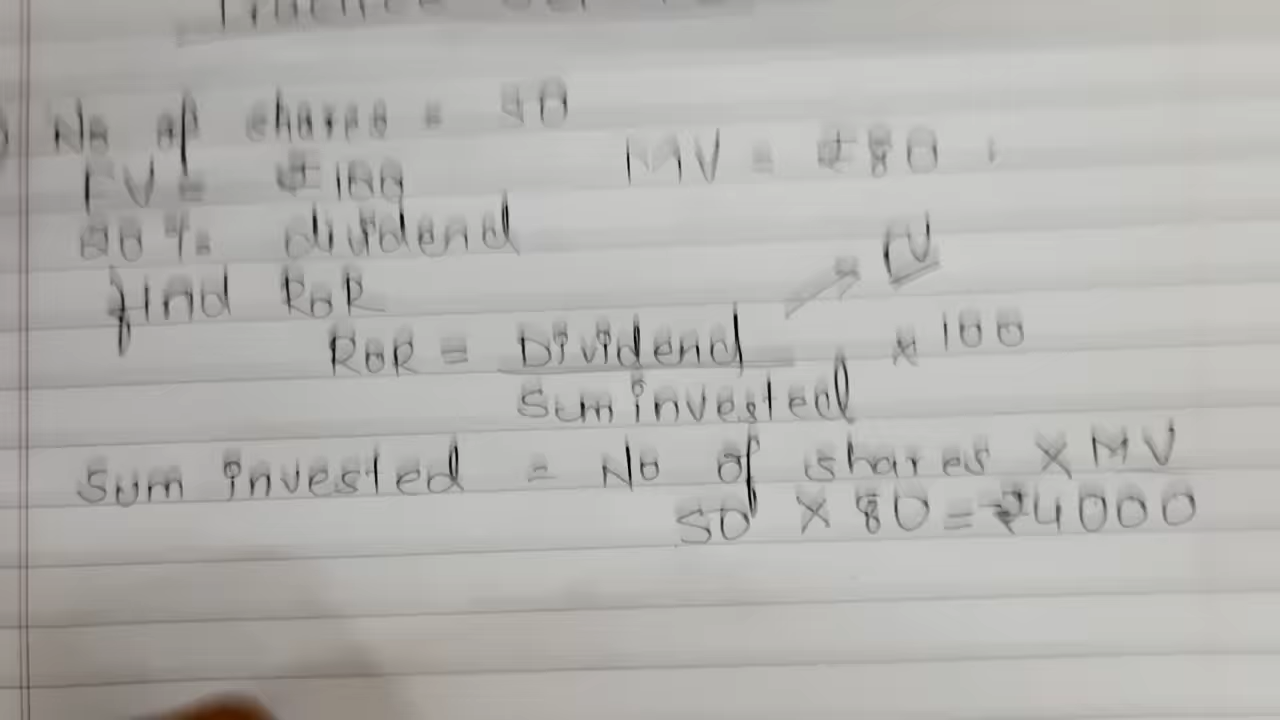 No of shares = 50
FV = ₹100 MV = ₹80
% dividend
find ROR
FV
ROR = Dividend × 100
Sum invested
Sum invested = No of shares × MV
50 × 80 = ₹4000